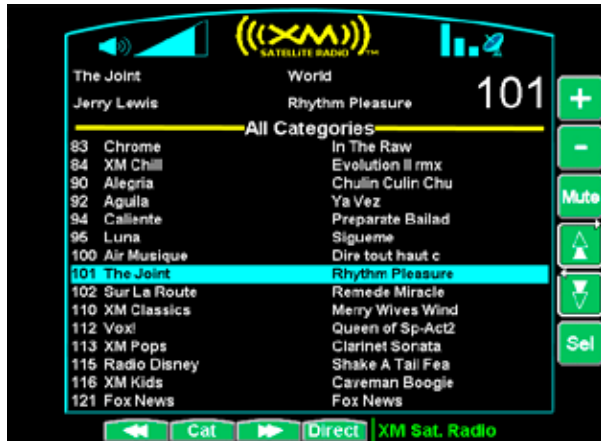 ((XM))
SATELLITE RADIO TM
The Joint World 101
Jerry Lewis Rhythm Pleasure
All Categories
83 Chrome In The Raw
84 XM Chill Evolution II rmx
90 Alegria Chulin Culin Chu
92 Aguila Ya Vez
94 Caliente Preparate Bailad
95 Luna Sigueme
100 Air Musique Dire tout haut c
101 The Joint Rhythm Pleasure
102 Sur La Route Remede Miracle
110 XM Classics Merry Wives Wind
112 Vox! Queen of Sp-Act2
113 XM Pops Clarinet Sonata
115 Radio Disney Shake A Tail Fea
116 XM Kids Caveman Boogie
121 Fox News Fox News
+
-
Mute
Sel
Cat Direct XM Sat. Radio